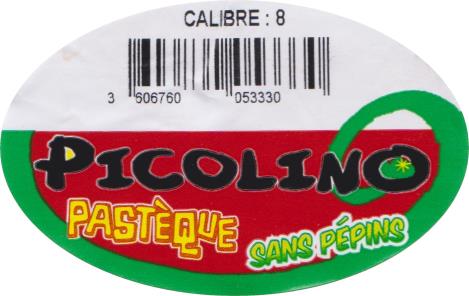 CALIBRE : 8
3 606760 053330
PICOLINO
PASTÈQUE
SANS PÉPINS